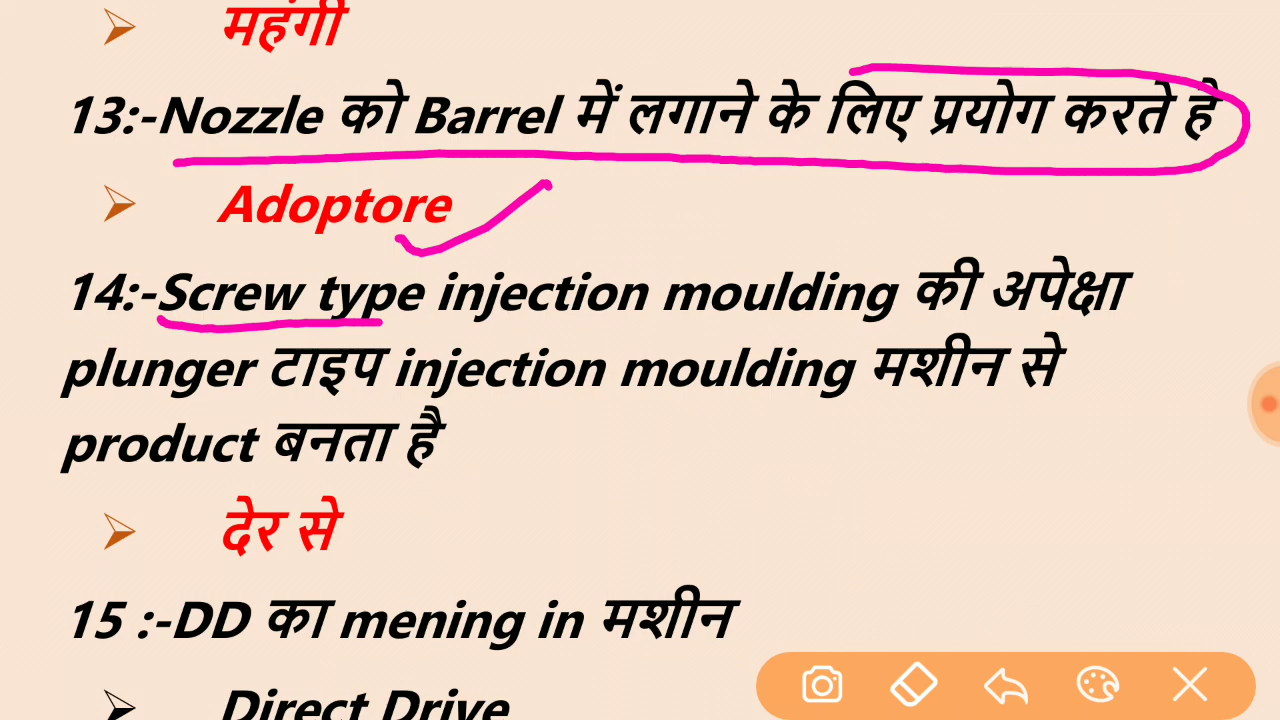 महंगी
13:-Nozzle को Barrel में लगाने के लिए प्रयोग करते है
Adoptore
14:-Screw type injection moulding की अपेक्षा
plunger टाइप injection moulding मशीन से
product बनता है
देर से
15 :-DD का mening in मशीन
Direct Drive